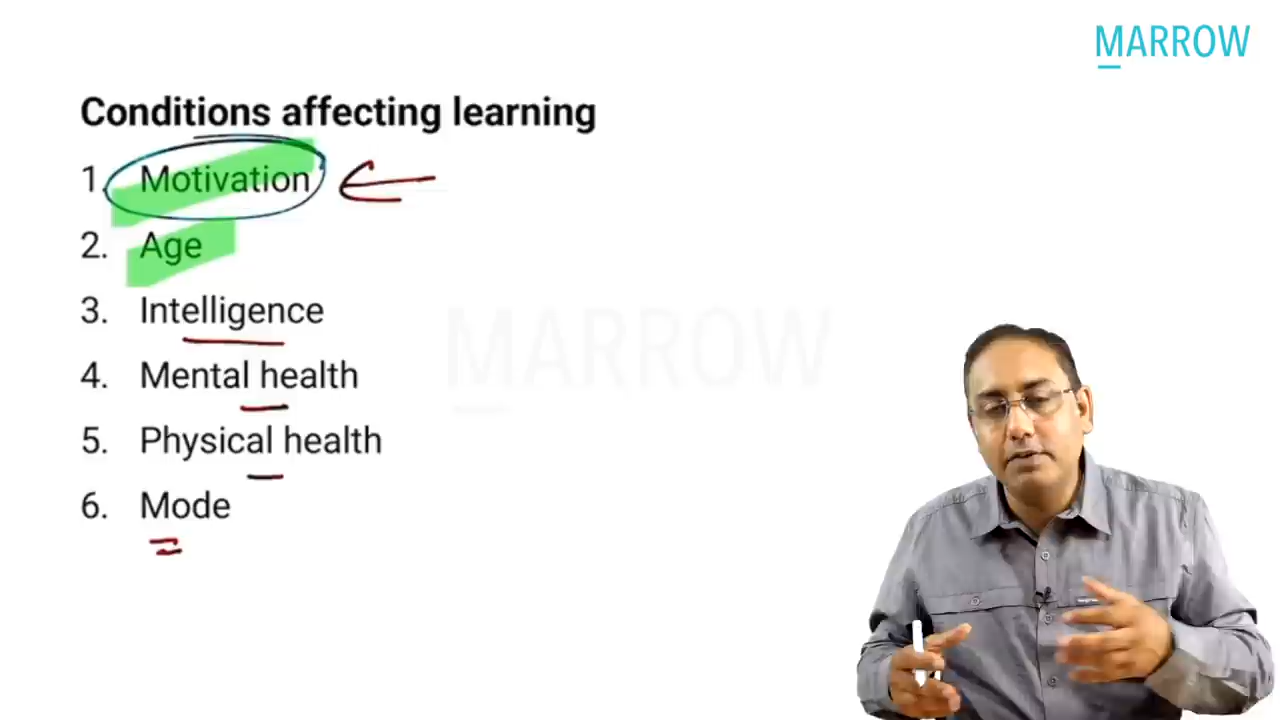 MARROW
Conditions affecting learning
1. Motivation
2. Age
3. Intelligence
4. Mental health
5. Physical health
6. Mode
MARROW